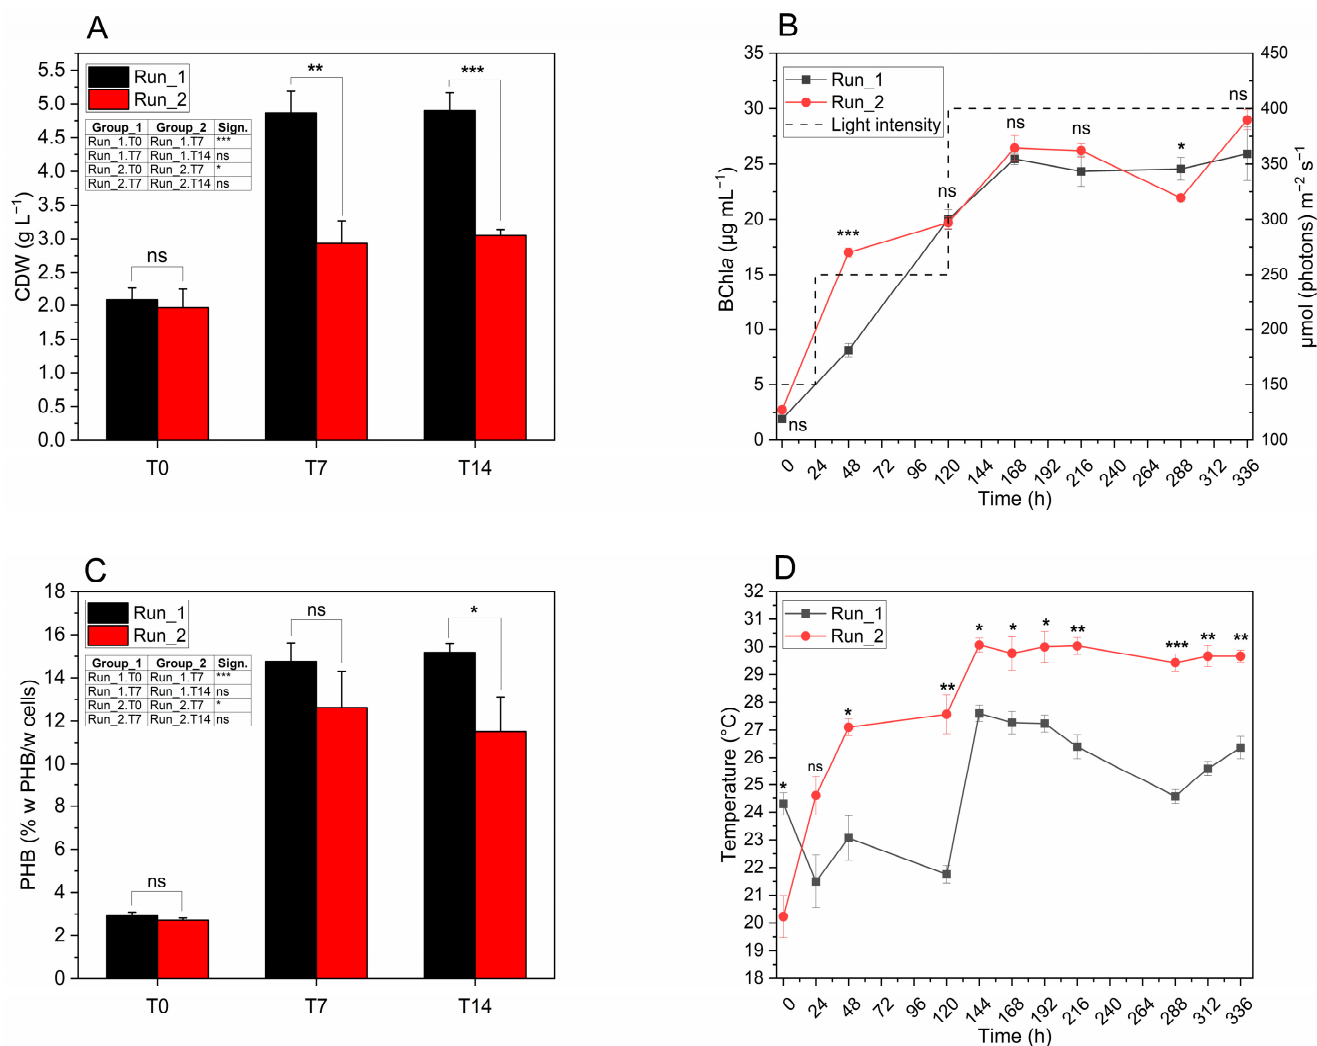 A
CDW (g L⁻¹)
5.5
5.0
4.5
4.0
3.5
3.0
2.5
2.0
1.5
1.0
0.5
0.0
Run_1
Run_2
Group_1 Group_2 Sign.
Run_1.T0 Run_1.T7 ***
Run_1.T7 Run_1.T14 ns
Run_2.T0 Run_2.T7 *
Run_2.T7 Run_2.T14 ns
ns
**
***
T0 T7 T14
B
BChla (µg mL⁻¹)
35
30
25
20
15
10
5
0
Run_1
Run_2
Light intensity
ns
***
ns
ns
ns
*
ns
450
400
350
300
250
200
150
100
µmol (photons) m⁻² s⁻¹
0 24 48 72 96 120 144 168 192 216 240 264 288 312 336
Time (h)
C
PHB (% w PHB/w cells)
18
16
14
12
10
8
6
4
2
0
Run_1
Run_2
Group_1 Group_2 Sign.
Run_1.T0 Run_1.T7 ***
Run_1.T7 Run_1.T14 ns
Run_2.T0 Run_2.T7 *
Run_2.T7 Run_2.T14 ns
ns
ns
*
T0 T7 T14
D
Temperature (°C)
32
31
30
29
28
27
26
25
24
23
22
21
20
19
18
Run_1
Run_2
*
ns
*
**
*
*
*
**
***
**
**
0 24 48 72 96 120 144 168 192 216 240 264 288 312 336
Time (h)